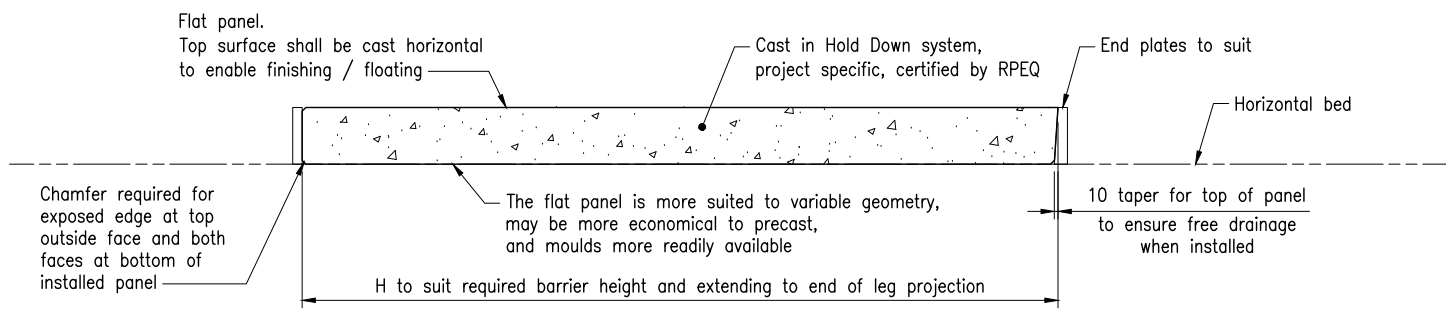 Flat panel.
Top surface shall be cast horizontal
to enable finishing / floating
Cast in Hold Down system,
project specific, certified by RPEQ
End plates to suit
Horizontal bed
Chamfer required for
exposed edge at top
outside face and both
faces at bottom of
installed panel
The flat panel is more suited to variable geometry,
may be more economical to precast,
and moulds more readily available
10 taper for top of panel
to ensure free drainage
when installed
H to suit required barrier height and extending to end of leg projection